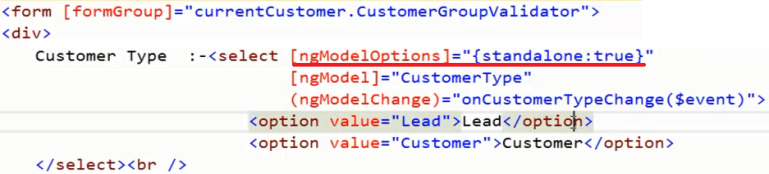 <form [formGroup]="currentCustomer.CustomerGroupValidator">
<div>
Customer Type  :-<select [ngModelOptions]="{standalone:true}"
[ngModel]="CustomerType"
(ngModelChange)="onCustomerTypeChange($event)">
<option value="Lead">Lead</option>
<option value="Customer">Customer</option>
</select><br />